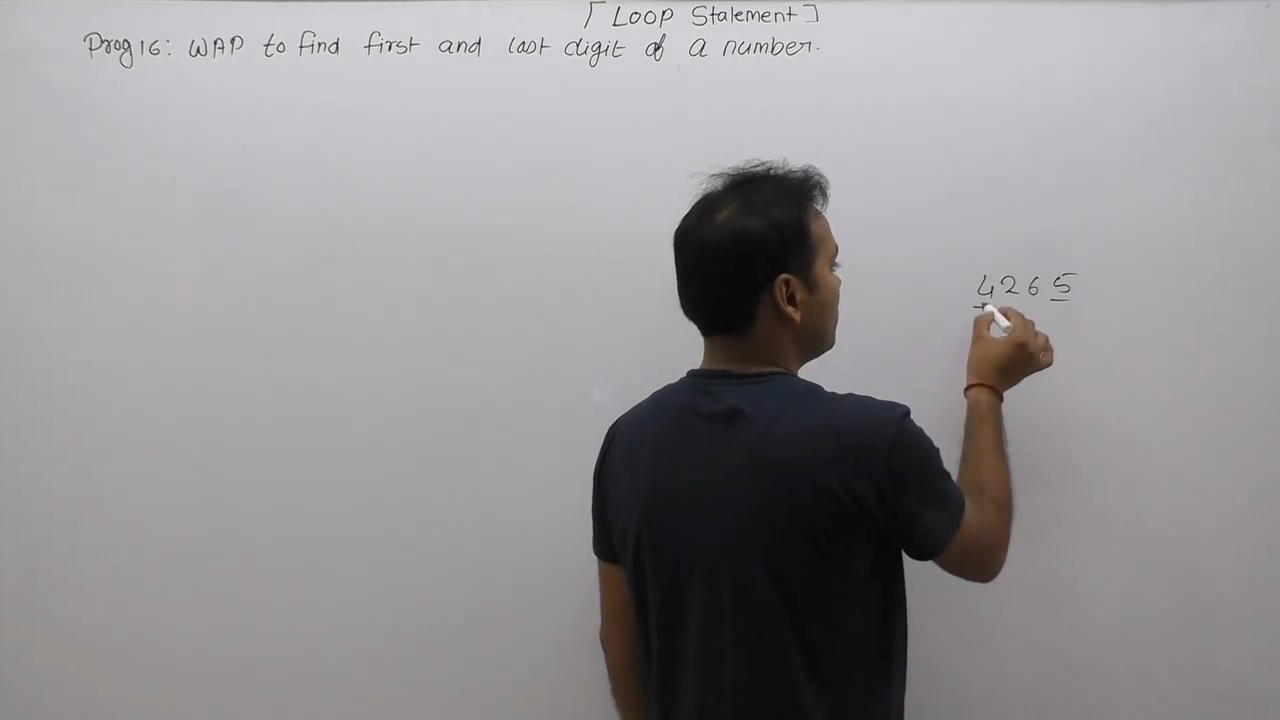 [Loop Statement]
Prog 16: WAP to find first and last digit of a number.
4265